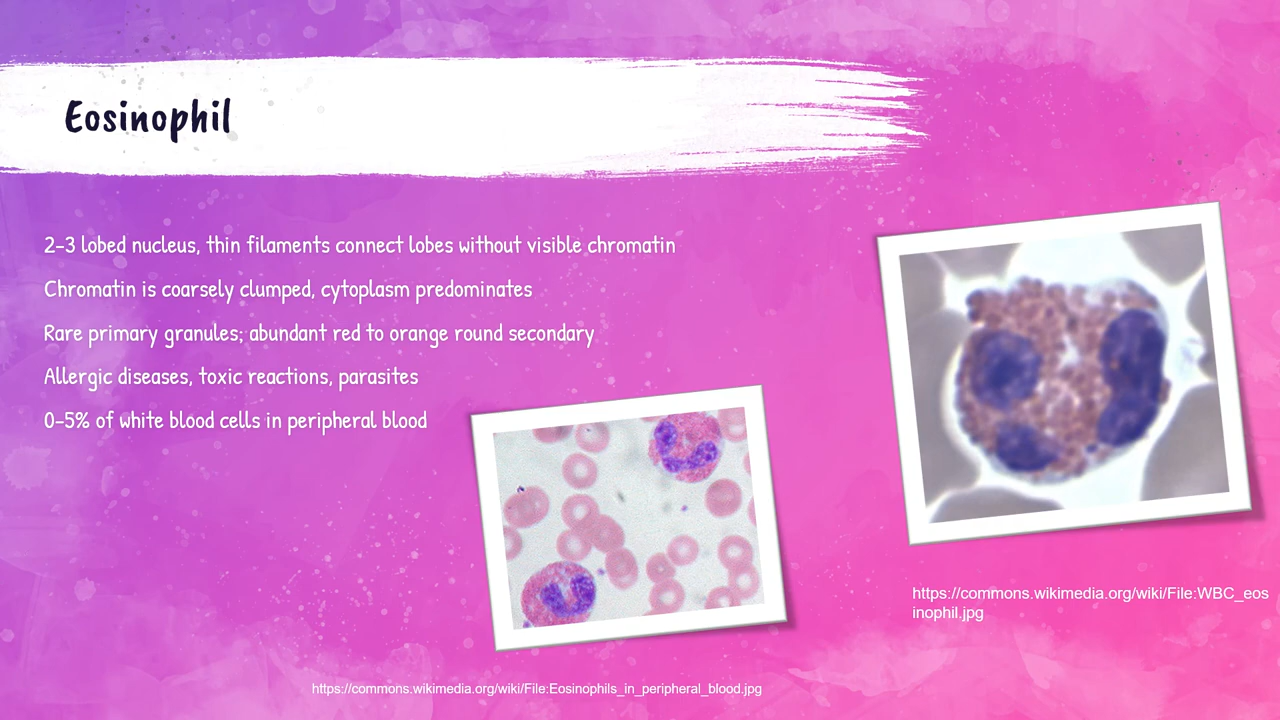 Eosinophil
2-3 lobed nucleus, thin filaments connect lobes without visible chromatin
Chromatin is coarsely clumped, cytoplasm predominates
Rare primary granules; abundant red to orange round secondary
Allergic diseases, toxic reactions, parasites
0-5% of white blood cells in peripheral blood
https://commons.wikimedia.org/wiki/File:WBC_eos
inophil.jpg
https://commons.wikimedia.org/wiki/File:Eosinophils_in_peripheral_blood.jpg